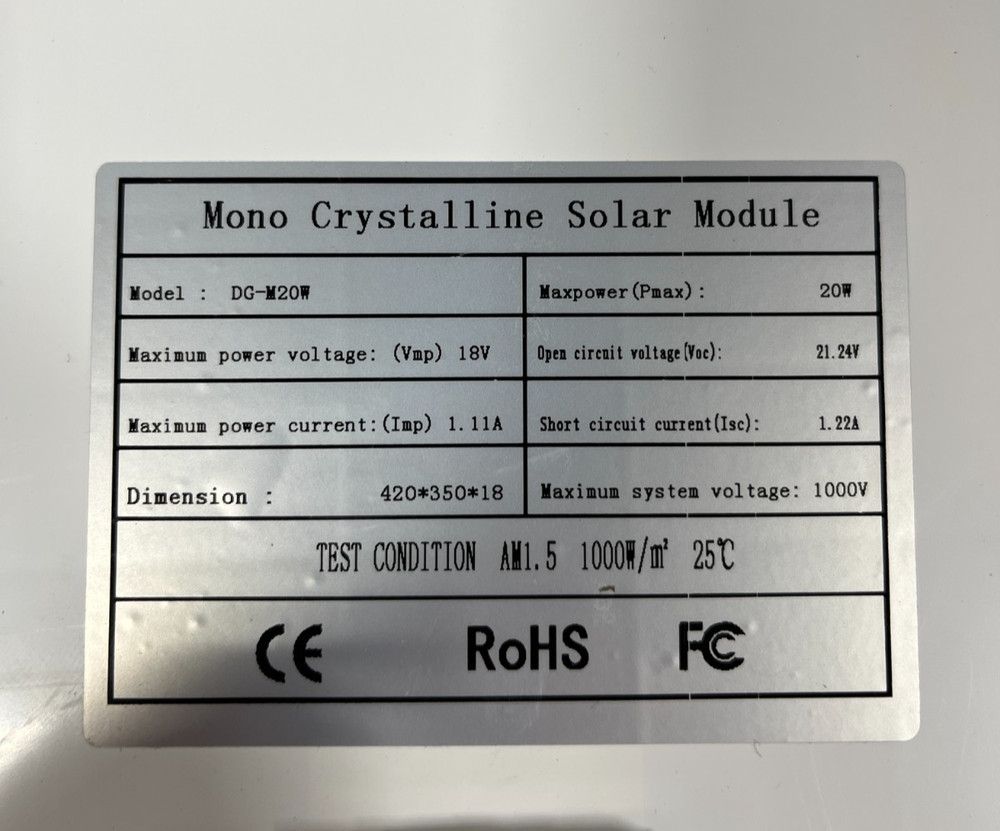 Mono Crystalline Solar Module
Model : DG-M20W
Maxpower(Pmax): 20W
Maximum power voltage: (Vmp) 18V
Open circnit voltage(Voc): 21.24V
Maximum power current:(Imp) 1.11A
Short circuit current(Isc): 1.22A
Dimension : 420*350*18
Maximum system voltage: 1000V
TEST CONDITION AM1.5 1000W/m² 25℃
CE RoHS FC